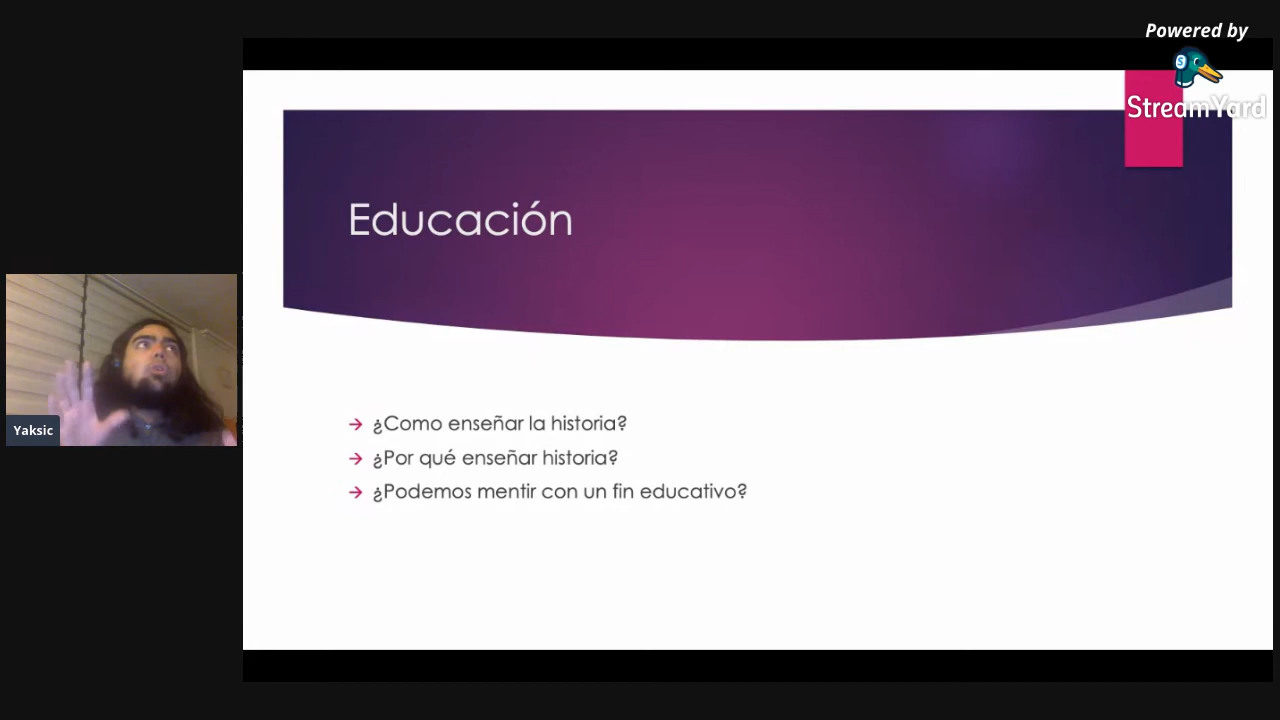 Powered by
StreamYard
Educación
Yaksic
¿Como enseñar la historia?
¿Por qué enseñar historia?
¿Podemos mentir con un fin educativo?